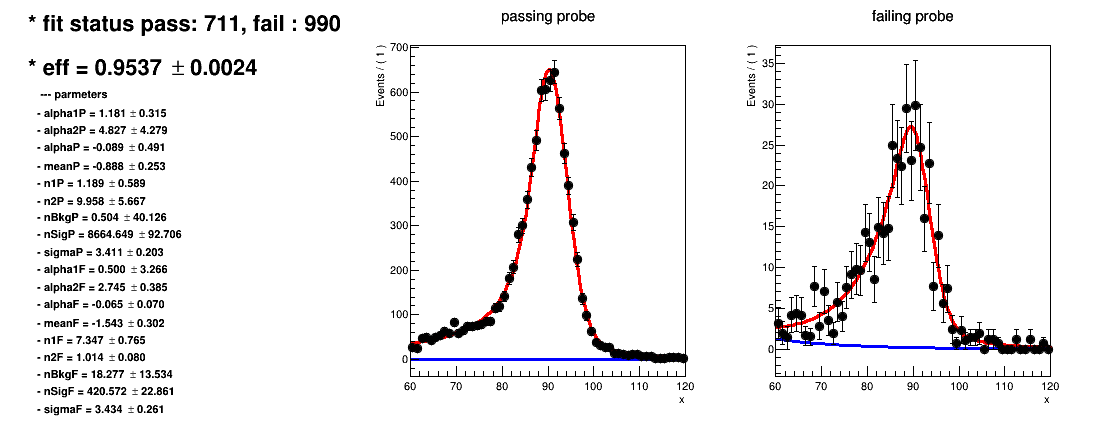 * fit status pass: 711, fail : 990
* eff = 0.9537 ± 0.0024
--- parmeters
- alpha1P = 1.181 ± 0.315
- alpha2P = 4.827 ± 4.279
- alphaP = -0.089 ± 0.491
- meanP = -0.888 ± 0.253
- n1P = 1.189 ± 0.589
- n2P = 9.958 ± 5.667
- nBkgP = 0.504 ± 40.126
- nSigP = 8664.649 ± 92.706
- sigmaP = 3.411 ± 0.203
- alpha1F = 0.500 ± 3.266
- alpha2F = 2.745 ± 0.385
- alphaF = -0.065 ± 0.070
- meanF = -1.543 ± 0.302
- n1F = 7.347 ± 0.765
- n2F = 1.014 ± 0.080
- nBkgF = 18.277 ± 13.534
- nSigF = 420.572 ± 22.861
- sigmaF = 3.434 ± 0.261
passing probe
Events / ( 1 )
700
600
500
400
300
200
100
0
60 70 80 90 100 110 120
x
failing probe
Events / ( 1 )
35
30
25
20
15
10
5
0
60 70 80 90 100 110 120
x